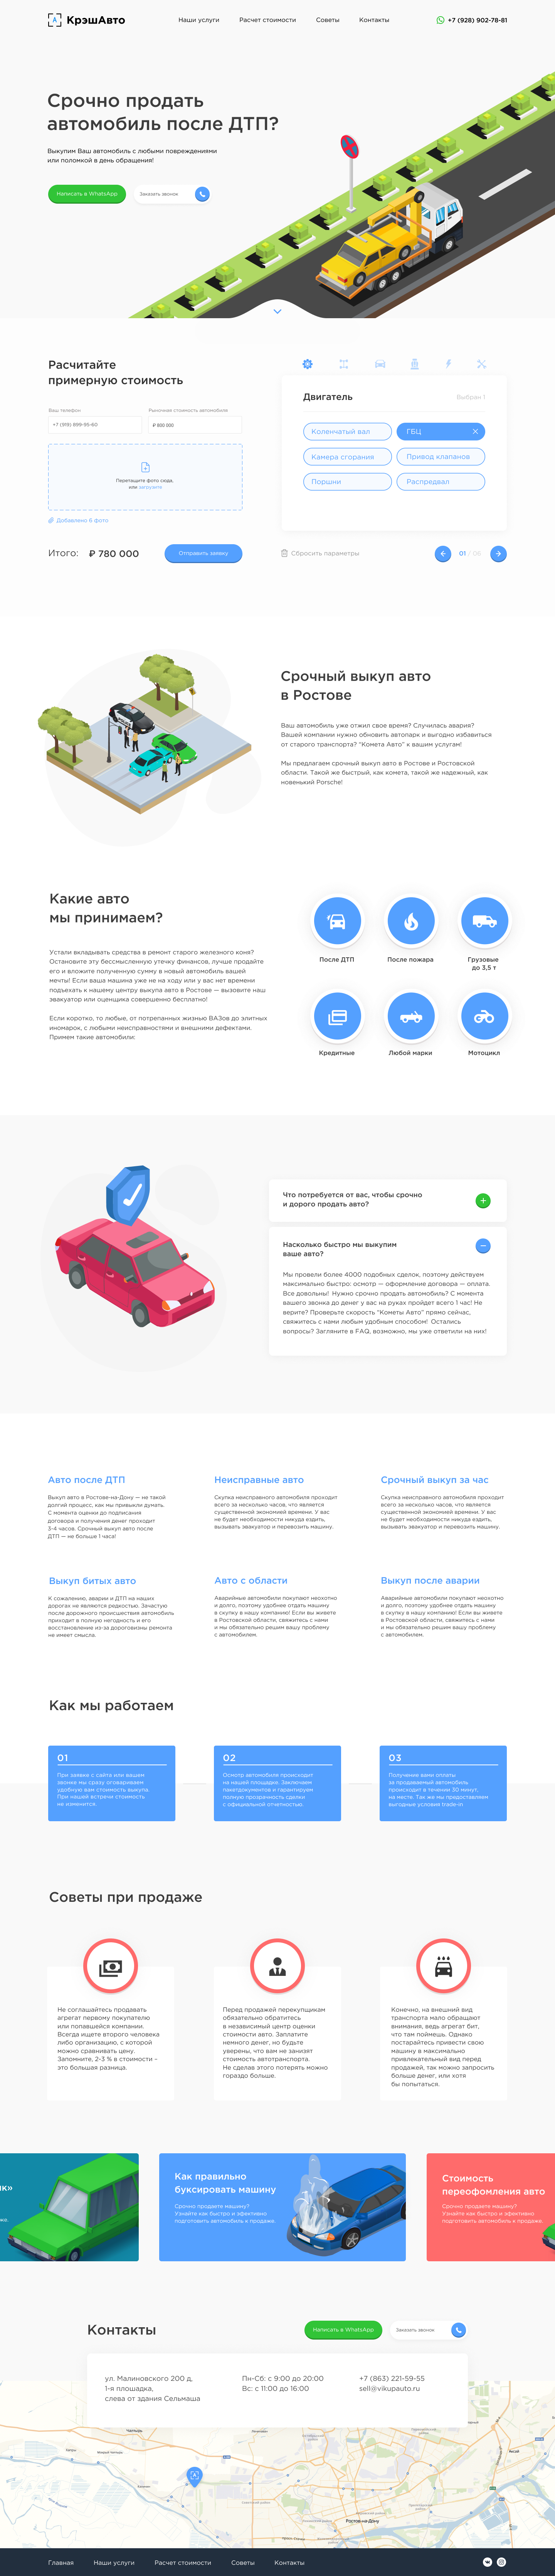 КрэшАвто
Наши услуги
Расчет стоимости
Советы
Контакты
+7 (928) 902-78-81
Срочно продать
автомобиль после ДТП?
Выкупим Ваш автомобиль с любыми повреждениями
или поломкой в день обращения!
Написать в WhatsApp
Заказать звонок
Расчитайте
примерную стоимость
Ваш телефон
Рыночная стоимость автомобиля
+7 (919) 899-95-60
₽ 800 000
Перетащите фото сюда,
или загрузите
Добавлено 6 фото
Итого: ₽ 780 000
Отправить заявку
Двигатель
Выбран 1
Коленчатый вал
ГБЦ
Камера сгорания
Привод клапанов
Поршни
Распредвал
Сбросить параметры
01 / 06
Срочный выкуп авто
в Ростове
Ваш автомобиль уже отжил свое время? Случилась авария?
Вашей компании нужно обновить автопарк и выгодно избавиться
от старого транспорта? "Комета Авто" к вашим услугам!
Мы предлагаем срочный выкуп авто в Ростове и Ростовской
области. Такой же быстрый, как комета, такой же надежный, как
новенький Porsche!
Какие авто
мы принимаем?
Устали вкладывать средства в ремонт старого железного коня?
Остановите эту бессмысленную утечку финансов, лучше продайте
его и вложите полученную сумму в новый автомобиль вашей
мечты! Если ваша машина уже не на ходу или у вас нет времени
подъехать к нашему центру выкупа авто в Ростове — вызовите наш
эвакуатор или оценщика совершенно бесплатно!
Если коротко, то любые, от потрепанных жизнью ВАЗов до элитных
иномарок, с любыми неисправностями и внешними дефектами.
Примем такие автомобили:
После ДТП
После пожара
Грузовые
до 3,5 т
Кредитные
Любой марки
Мотоцикл
Что потребуется от вас, чтобы срочно
и дорого продать авто?
Насколько быстро мы выкупим
ваше авто?
Мы провели более 4000 подобных сделок, поэтому действуем
максимально быстро: осмотр — оформление договора — оплата.
Все довольны! Нужно срочно продать автомобиль? С момента
вашего звонка до денег у вас на руках пройдет всего 1 час! Не
верите? Проверьте скорость "Кометы Авто" прямо сейчас,
свяжитесь с нами любым удобным способом! Остались
вопросы? Загляните в FAQ, возможно, мы уже ответили на них!
Авто после ДТП
Выкуп авто в Ростове-на-Дону — не такой
долгий процесс, как мы привыкли думать.
С момента оценки до подписания
договора и получения денег проходит
3-4 часов. Срочный выкуп авто после
ДТП — не больше 1 часа!
Неисправные авто
Скупка неисправного автомобиля проходит
всего за несколько часов, что является
существенной экономией времени. У вас
не будет необходимости никуда ездить,
вызывать эвакуатор и перевозить машину.
Срочный выкуп за час
Скупка неисправного автомобиля проходит
всего за несколько часов, что является
существенной экономией времени. У вас
не будет необходимости никуда ездить,
вызывать эвакуатор и перевозить машину.
Выкуп битых авто
К сожалению, аварии и ДТП на наших
дорогах не являются редкостью. Зачастую
после дорожного происшествия автомобиль
приходит в полную негодность и его
восстановление из-за дороговизны ремонта
не имеет смысла.
Авто с области
Аварийные автомобили покупают неохотно
и долго, поэтому удобнее отдать машину
в скупку в нашу компанию! Если вы живете
в Ростовской области, свяжитесь с нами
и мы обязательно решим вашу проблему
с автомобилем.
Выкуп после аварии
Аварийные автомобили покупают неохотно
и долго, поэтому удобнее отдать машину
в скупку в нашу компанию! Если вы живете
в Ростовской области, свяжитесь с нами
и мы обязательно решим вашу проблему
с автомобилем.
Как мы работаем
01
При заявке с сайта или вашем
звонке мы сразу оговариваем
удобную вам стоимость выкупа.
При нашей встречи стоимость
не изменится.
02
Осмотр автомобиля происходит
на нашей площадке. Заключаем
пакетдокументов и гарантируем
полную прозрачность сделки
с официальной отчетностью.
03
Получение вами оплаты
за продаваемый автомобиль
происходит в течении 30 минут,
на месте. Так же мы предоставляем
выгодные условия trade-in
Советы при продаже
Не соглашайтесь продавать
агрегат первому покупателю
или попавшейся компании.
Всегда ищете второго человека
либо организацию, с которой
можно сравнивать цену.
Запомните, 2-3 % в стоимости –
это большая разница.
Перед продажей перекупщикам
обязательно обратитесь
в независимый центр оценки
стоимости авто. Заплатите
немного денег, но будьте
уверены, что вам не занизят
стоимость автотранспорта.
Не сделав этого потерять можно
гораздо больше.
Конечно, на внешний вид
транспорта мало обращают
внимания, ведь агрегат бит,
что там поймешь. Однако
постарайтесь привести свою
машину в максимально
привлекательный вид перед
продажей, так можно запросить
больше денег, или хотя
бы попытаться.
Как правильно
буксировать машину
Срочно продаете машину?
Узнайте как быстро и эфективно
подготовить автомобиль к продаже.
Стоимость
переоформления авто
Срочно продаете машину?
Узнайте как быстро и эфективно
подготовить автомобиль к продаже.
Контакты
Написать в WhatsApp
Заказать звонок
ул. Малиновского 200 д,
1-я площадка,
слева от здания Сельмаша
Пн-Сб: с 9:00 до 20:00
Вс: с 11:00 до 16:00
+7 (863) 221-59-55
sell@vikupauto.ru
Ростов-на-Дону
Главная
Наши услуги
Расчет стоимости
Советы
Контакты